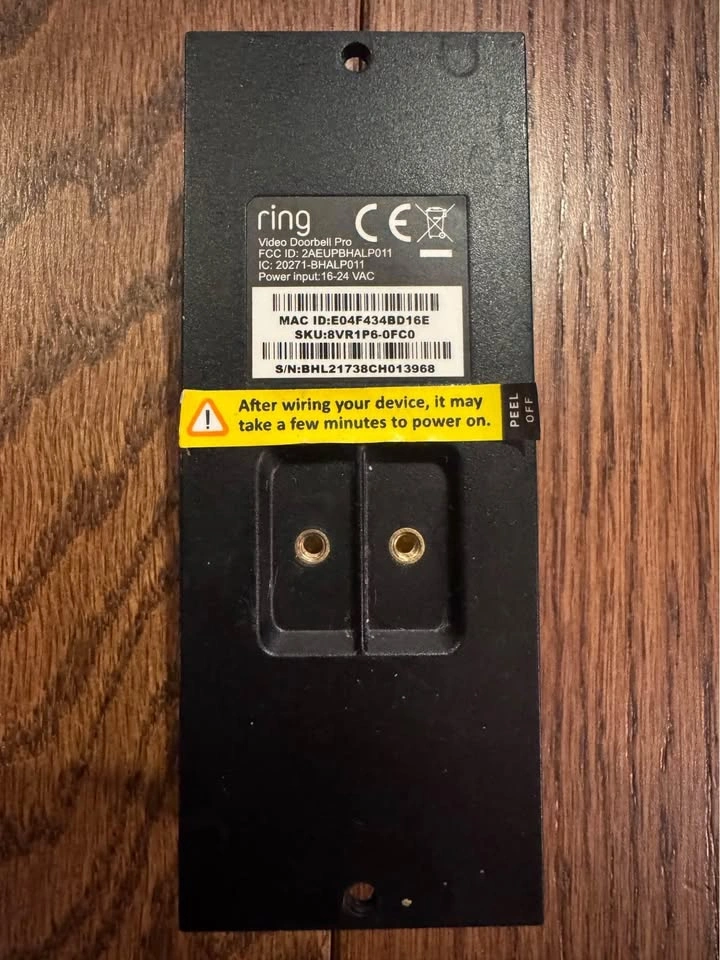 ring
Video Doorbell Pro
FCC ID: 2AEUPBHALP011
IC: 20271-BHALP011
Power input:16-24 VAC
CE
MAC ID:E04F434BD16E
SKU:8VR1P6-0FC0
S/N:BHL21738CH013968
After wiring your device, it may
take a few minutes to power on.
PEEL
OFF